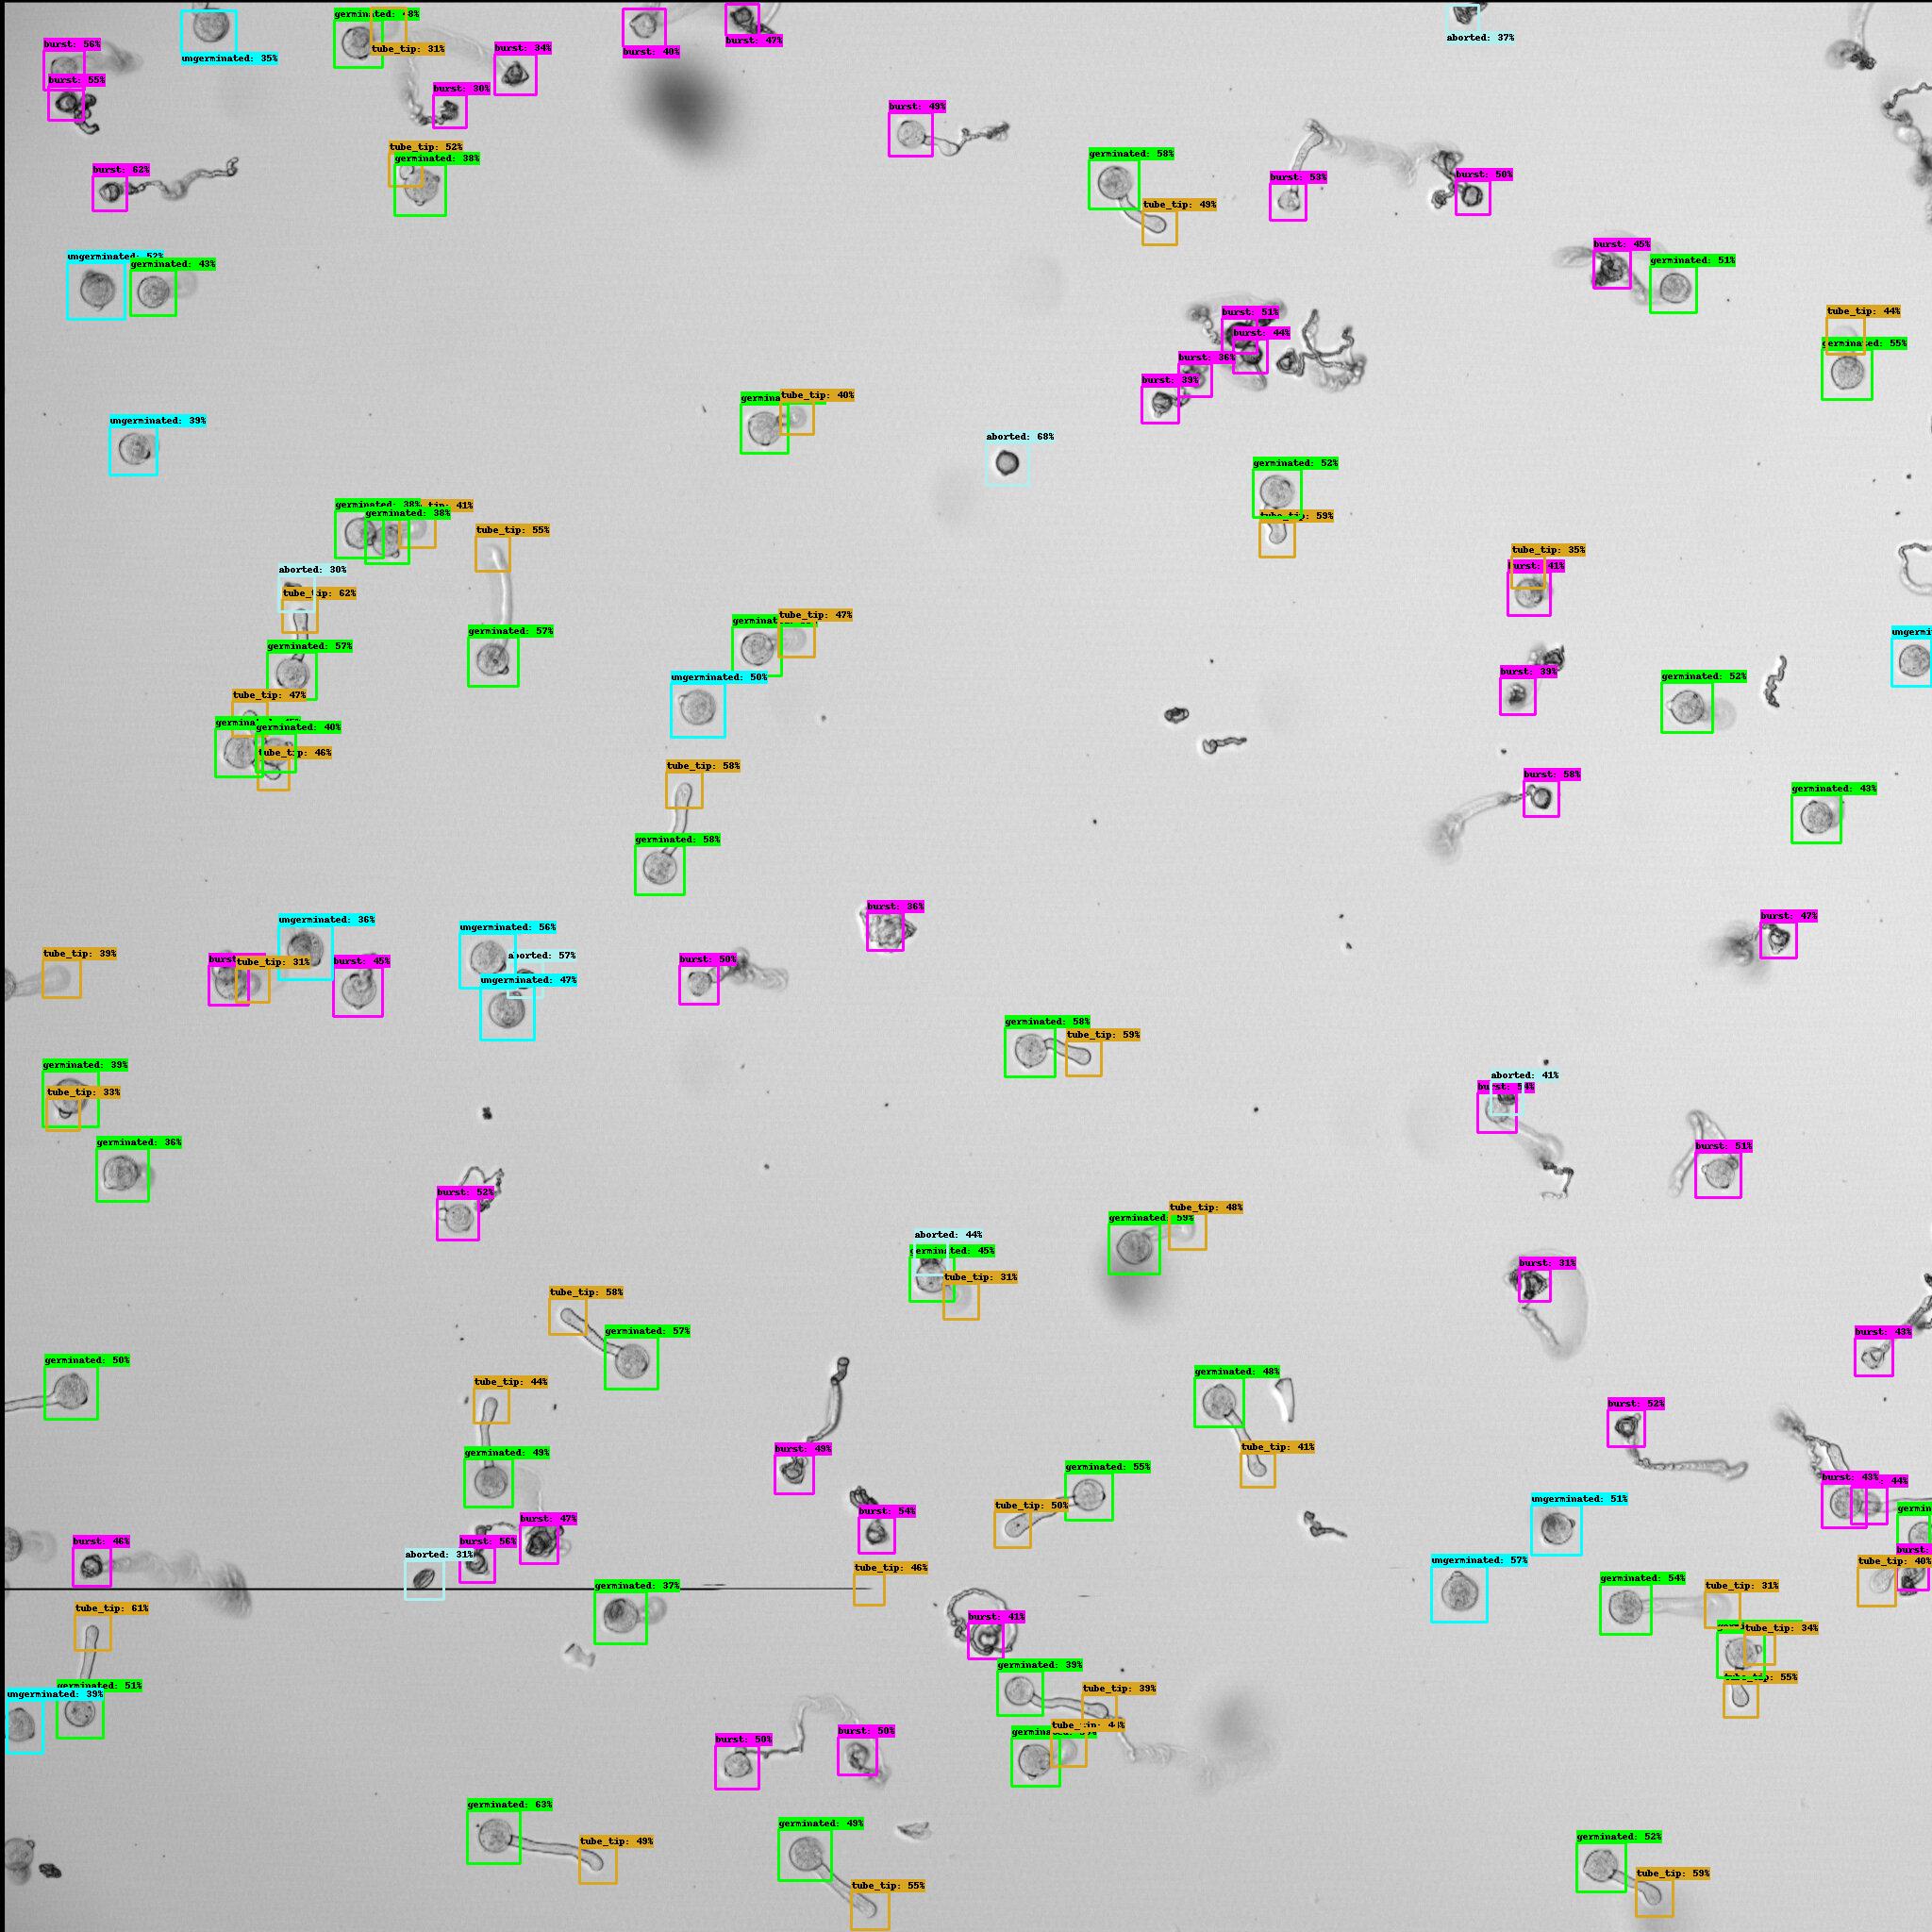 germinated: 48%
aborted: 37%
burst: 56%
tube_tip: 31%
burst: 34%
burst: 40%
burst: 47%
ungerminated: 35%
burst: 55%
burst: 30%
burst: 49%
tube_tip: 52%
germinated: 38%
germinated: 58%
burst: 62%
burst: 53%
burst: 50%
tube_tip: 49%
burst: 45%
ungerminated: 52%
germinated: 43%
germinated: 51%
burst: 51%
tube_tip: 44%
burst: 44%
germinated: 55%
burst: 36%
burst: 39%
tube_tip: 40%
ungerminated: 39%
aborted: 68%
germinated: 52%
germinated: 38%
tip: 41%
germinated: 38%
tube_tip: 59%
tube_tip: 55%
tube_tip: 35%
burst: 41%
aborted: 30%
tube_tip: 62%
tube_tip: 47%
germinated: 57%
germinated: 57%
burst: 39%
ungerminated: 50%
germinated: 52%
tube_tip: 47%
germinated: 40%
tube_tip: 46%
tube_tip: 58%
burst: 58%
germinated: 43%
germinated: 58%
burst: 36%
burst: 47%
ungerminated: 36%
ungerminated: 56%
tube_tip: 39%
aborted: 57%
burst
tube_tip: 31%
burst: 45%
burst: 50%
ungerminated: 47%
germinated: 58%
tube_tip: 59%
germinated: 39%
aborted: 41%
tube_tip: 33%
germinated: 36%
burst: 51%
burst: 52%
tube_tip: 48%
germinated: 59%
aborted: 44%
germinated: 45%
burst: 31%
tube_tip: 31%
tube_tip: 58%
germinated: 57%
burst: 43%
germinated: 50%
germinated: 48%
tube_tip: 44%
burst: 52%
burst: 49%
tube_tip: 41%
germinated: 49%
germinated: 55%
burst: 43%
44%
ungerminated: 51%
tube_tip: 50%
burst: 54%
burst: 47%
burst: 46%
burst: 56%
burst:
aborted: 31%
ungerminated: 57%
tube_tip: 40%
tube_tip: 46%
germinated: 54%
germinated: 37%
tube_tip: 31%
tube_tip: 61%
burst: 41%
tube_tip: 34%
germinated: 39%
tube_tip: 55%
germinated: 51%
tube_tip: 39%
ungerminated: 39%
burst: 50%
burst: 50%
germinated: 63%
germinated: 49%
germinated: 52%
tube_tip: 49%
tube_tip: 59%
tube_tip: 55%